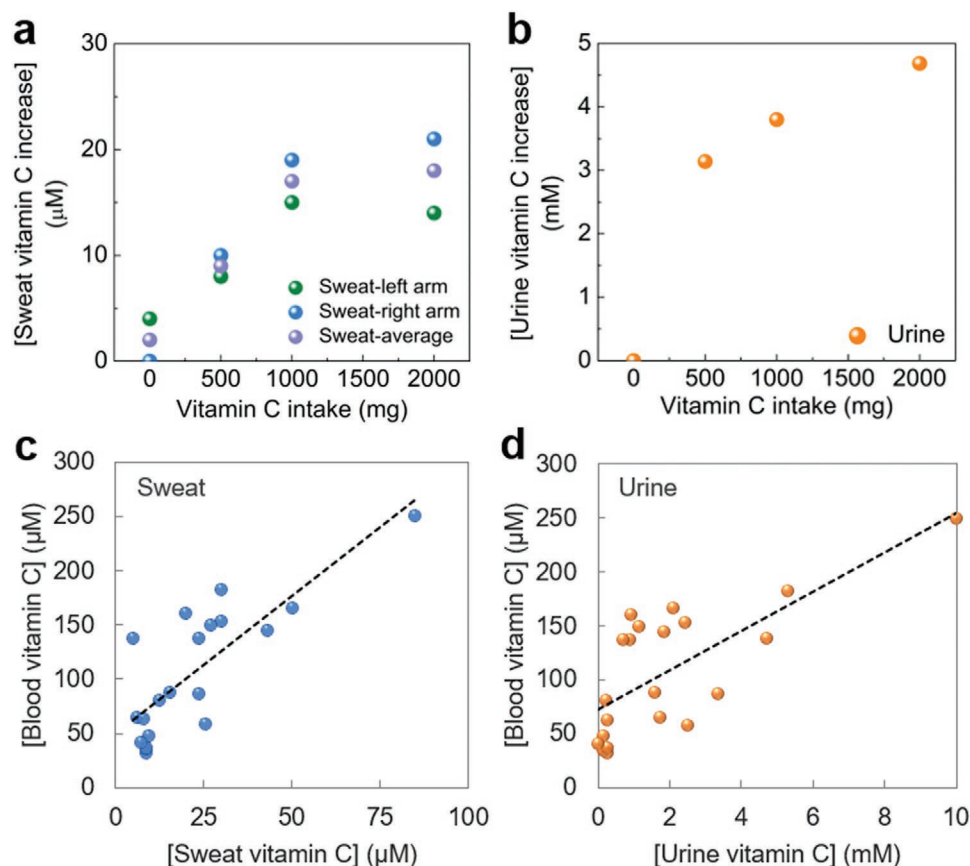 a
[Sweat vitamin C increase]
(μM)
30
20
10
0
0 500 1000 1500 2000
Vitamin C intake (mg)
Sweat-left arm
Sweat-right arm
Sweat-average
b
[Urine vitamin C increase]
(mM)
5
4
3
2
1
0
0 500 1000 1500 2000
Vitamin C intake (mg)
Urine
c
[Blood vitamin C] (μM)
300
250
200
150
100
50
0
0 25 50 75 100
[Sweat vitamin C] (μM)
Sweat
d
[Blood vitamin C] (μM)
300
250
200
150
100
50
0
0 2 4 6 8 10
[Urine vitamin C] (mM)
Urine